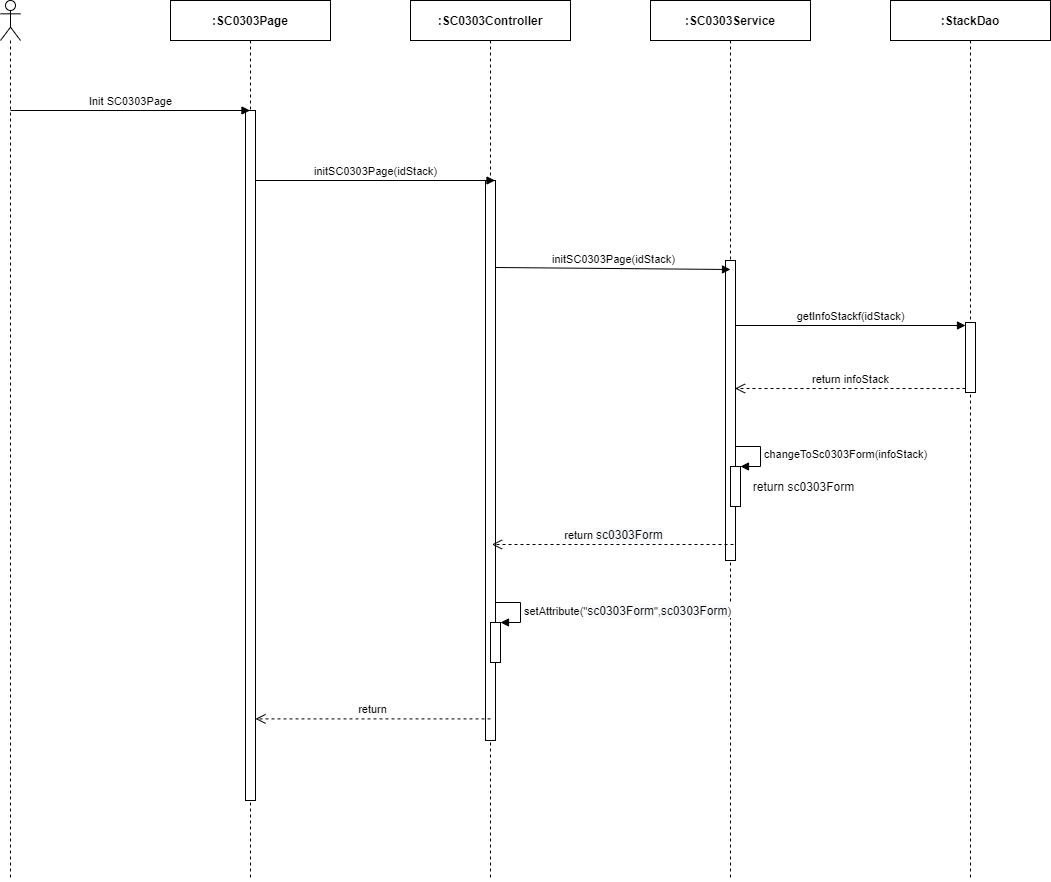 :SC0303Page
:SC0303Controller
:SC0303Service
:StackDao
Init SC0303Page
initSC0303Page(idStack)
initSC0303Page(idStack)
getInfoStackf(idStack)
return infoStack
changeToSc0303Form(infoStack)
return sc0303Form
return sc0303Form
setAttribute("sc0303Form",sc0303Form)
return